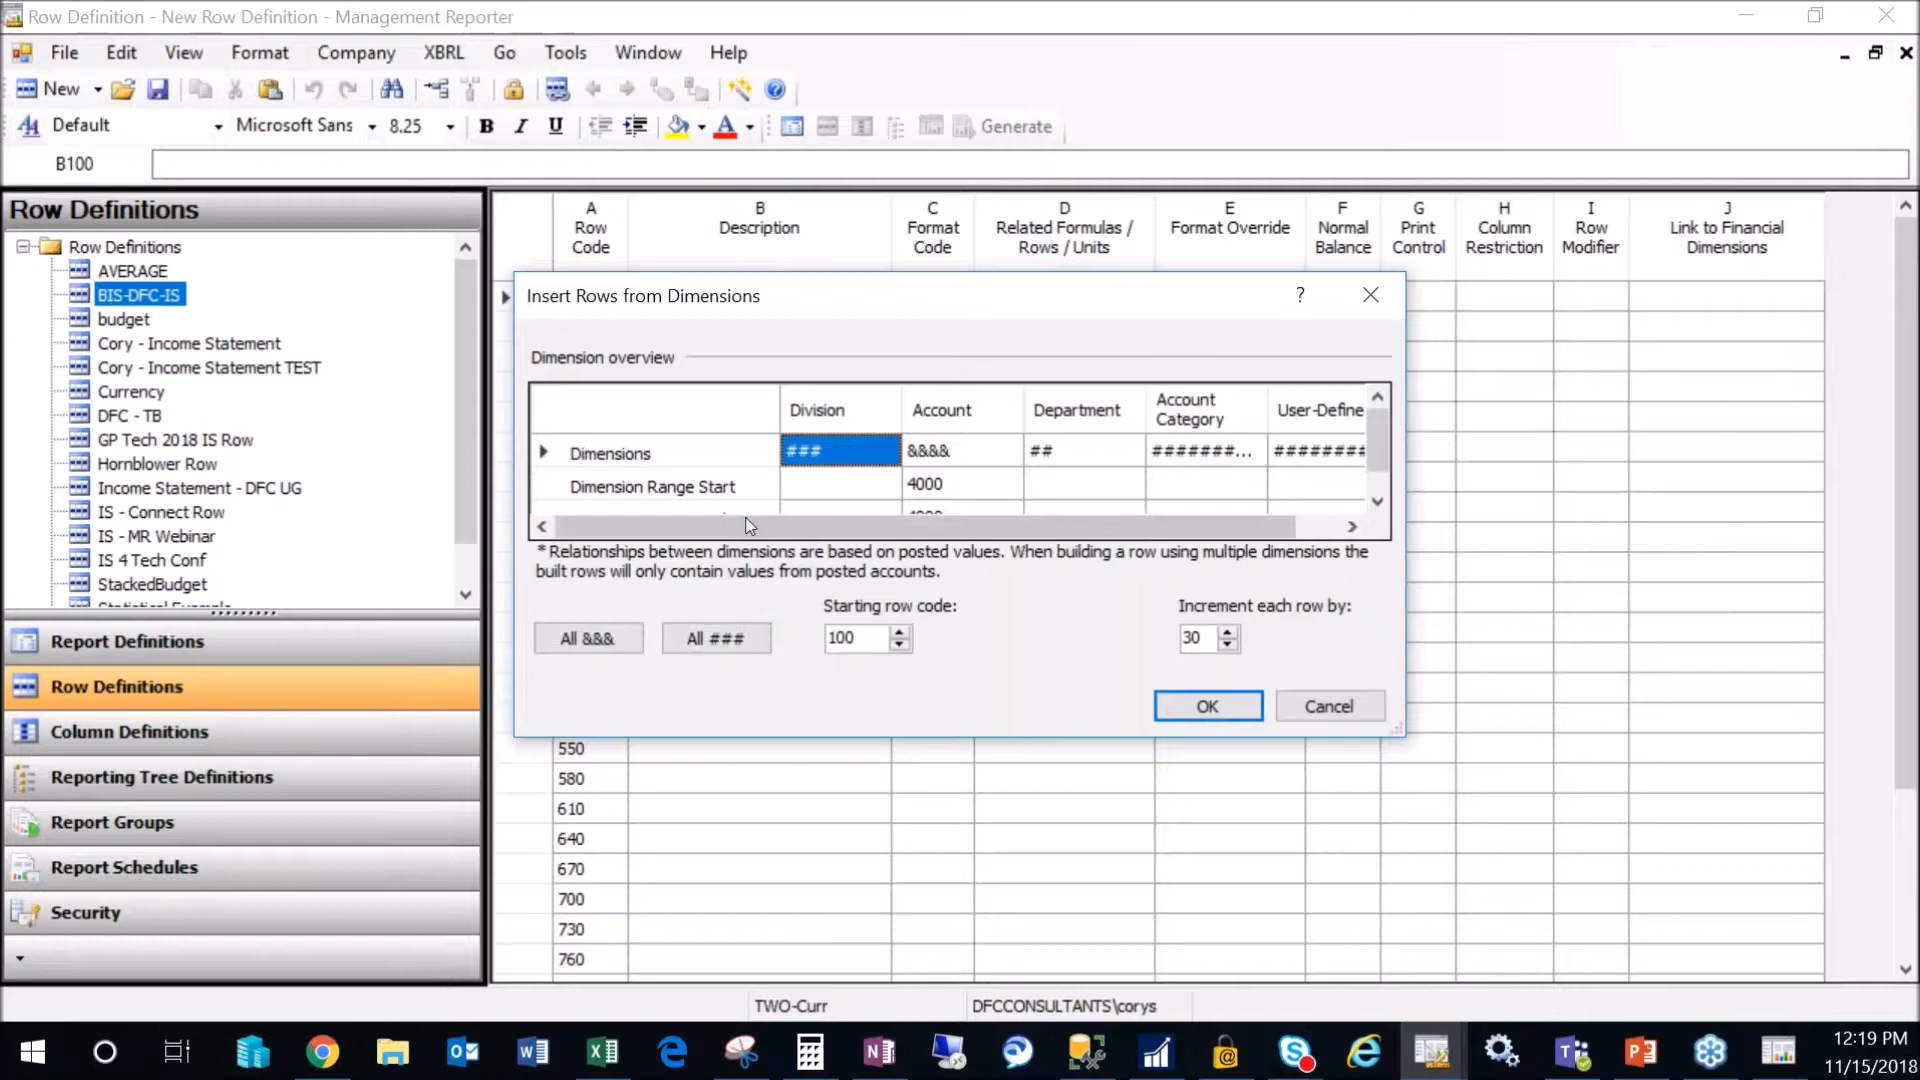 Row Definition - New Row Definition - Management Reporter
File Edit View Format Company XBRL Go Tools Window Help
New
Default Microsoft Sans 8.25 B I U A Generate
B100
Row Definitions
Row Definitions
AVERAGE
BIS-DFC-IS
budget
Cory - Income Statement
Cory - Income Statement TEST
Currency
DFC - TB
GP Tech 2018 IS Row
Hornblower Row
Income Statement - DFC UG
IS - Connect Row
IS - MR Webinar
IS 4 Tech Conf
StackedBudget
Report Definitions
Row Definitions
Column Definitions
Reporting Tree Definitions
Report Groups
Report Schedules
Security
A B C D E F G H I J
Row Description Format Related Formulas / Format Override Normal Print Column Row Link to Financial
Code Code Rows / Units Balance Control Restriction Modifier Dimensions
Insert Rows from Dimensions ?
Dimension overview
Division Account Department Account Category User-Define
Dimensions ### &&&& ## #######... ########
Dimension Range Start 4000
* Relationships between dimensions are based on posted values. When building a row using multiple dimensions the
built rows will only contain values from posted accounts.
Starting row code: Increment each row by:
All &&& All ### 100 30
OK Cancel
550
580
610
640
670
700
730
760
TWO-Curr DFCCONSULTANTS\corys
12:19 PM
11/15/2018